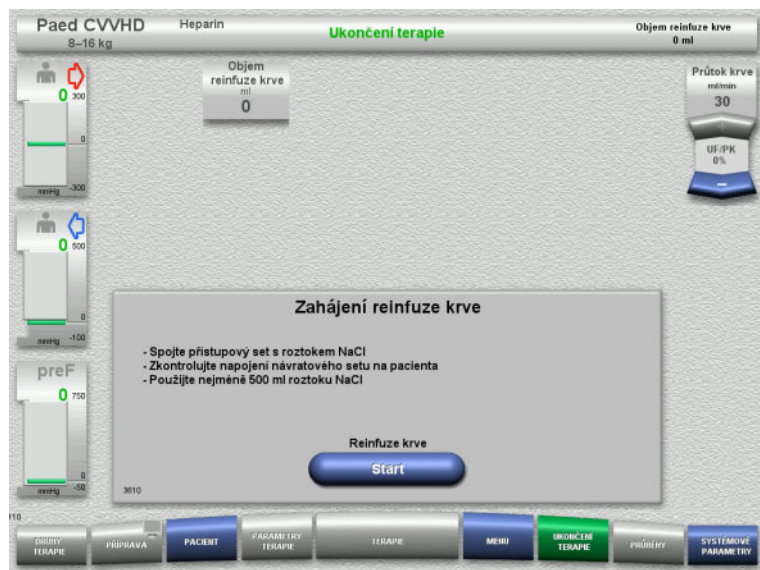 Paed CVVHD
8–16 kg
Heparin
Ukončení terapie
Objem reinfuze krve
0 ml
0
300
0
mmHg
-300
Objem
reinfuze krve
ml
0
Průtok krve
ml/min
30
+
UF/PK
0%
–
0
500
0
mmHg
-100
preF
0
750
0
mmHg
-50
Zahájení reinfuze krve
- Spojte přístupový set s roztokem NaCl
- Zkontrolujte napojení návratového setu na pacienta
- Použijte nejméně 500 ml roztoku NaCl
Reinfuze krve
Start
3610
DRUHY
TERAPIE
PŘÍPRAVA
PACIENT
PARAMETRY
TERAPIE
TERAPIE
MENU
UKONČENÍ
TERAPIE
PRŮBĚHY
SYSTÉMOVÉ
PARAMETRY